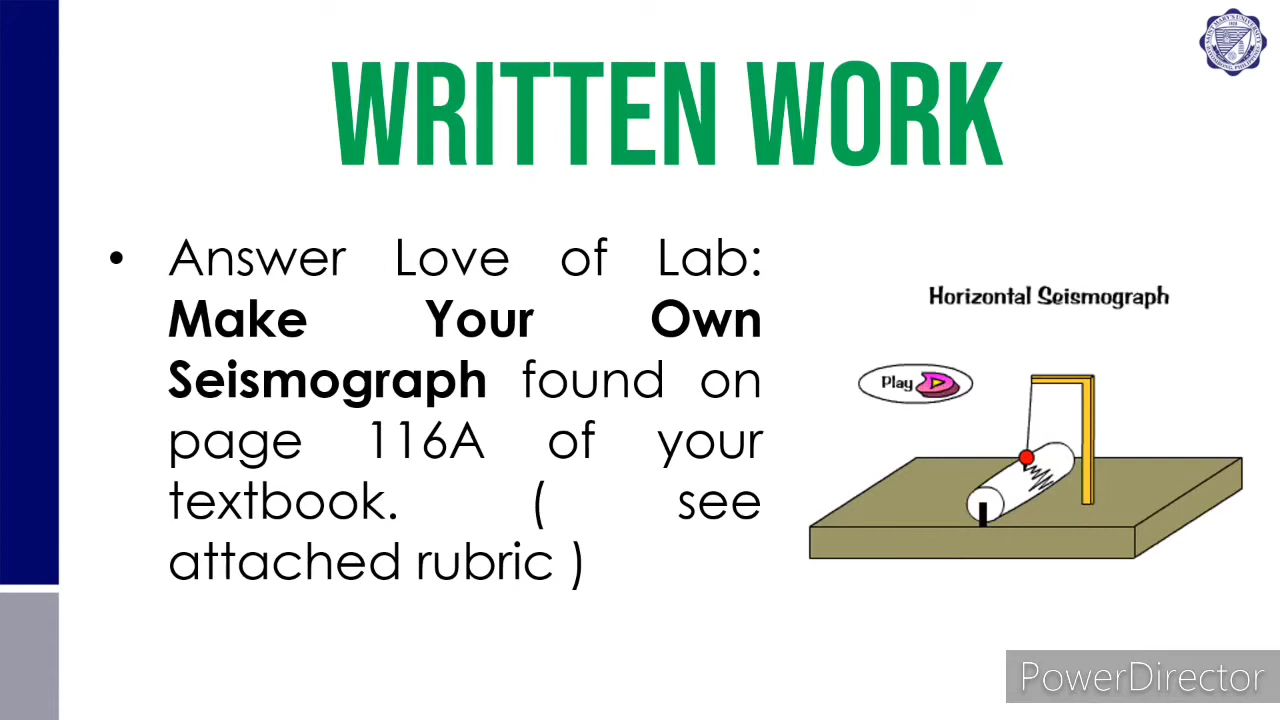 WRITTEN WORK
• Answer Love of Lab:
Make Your Own
Seismograph found on
page 116A of your
textbook. ( see
attached rubric )
Horizontal Seismograph
Play
PowerDirector